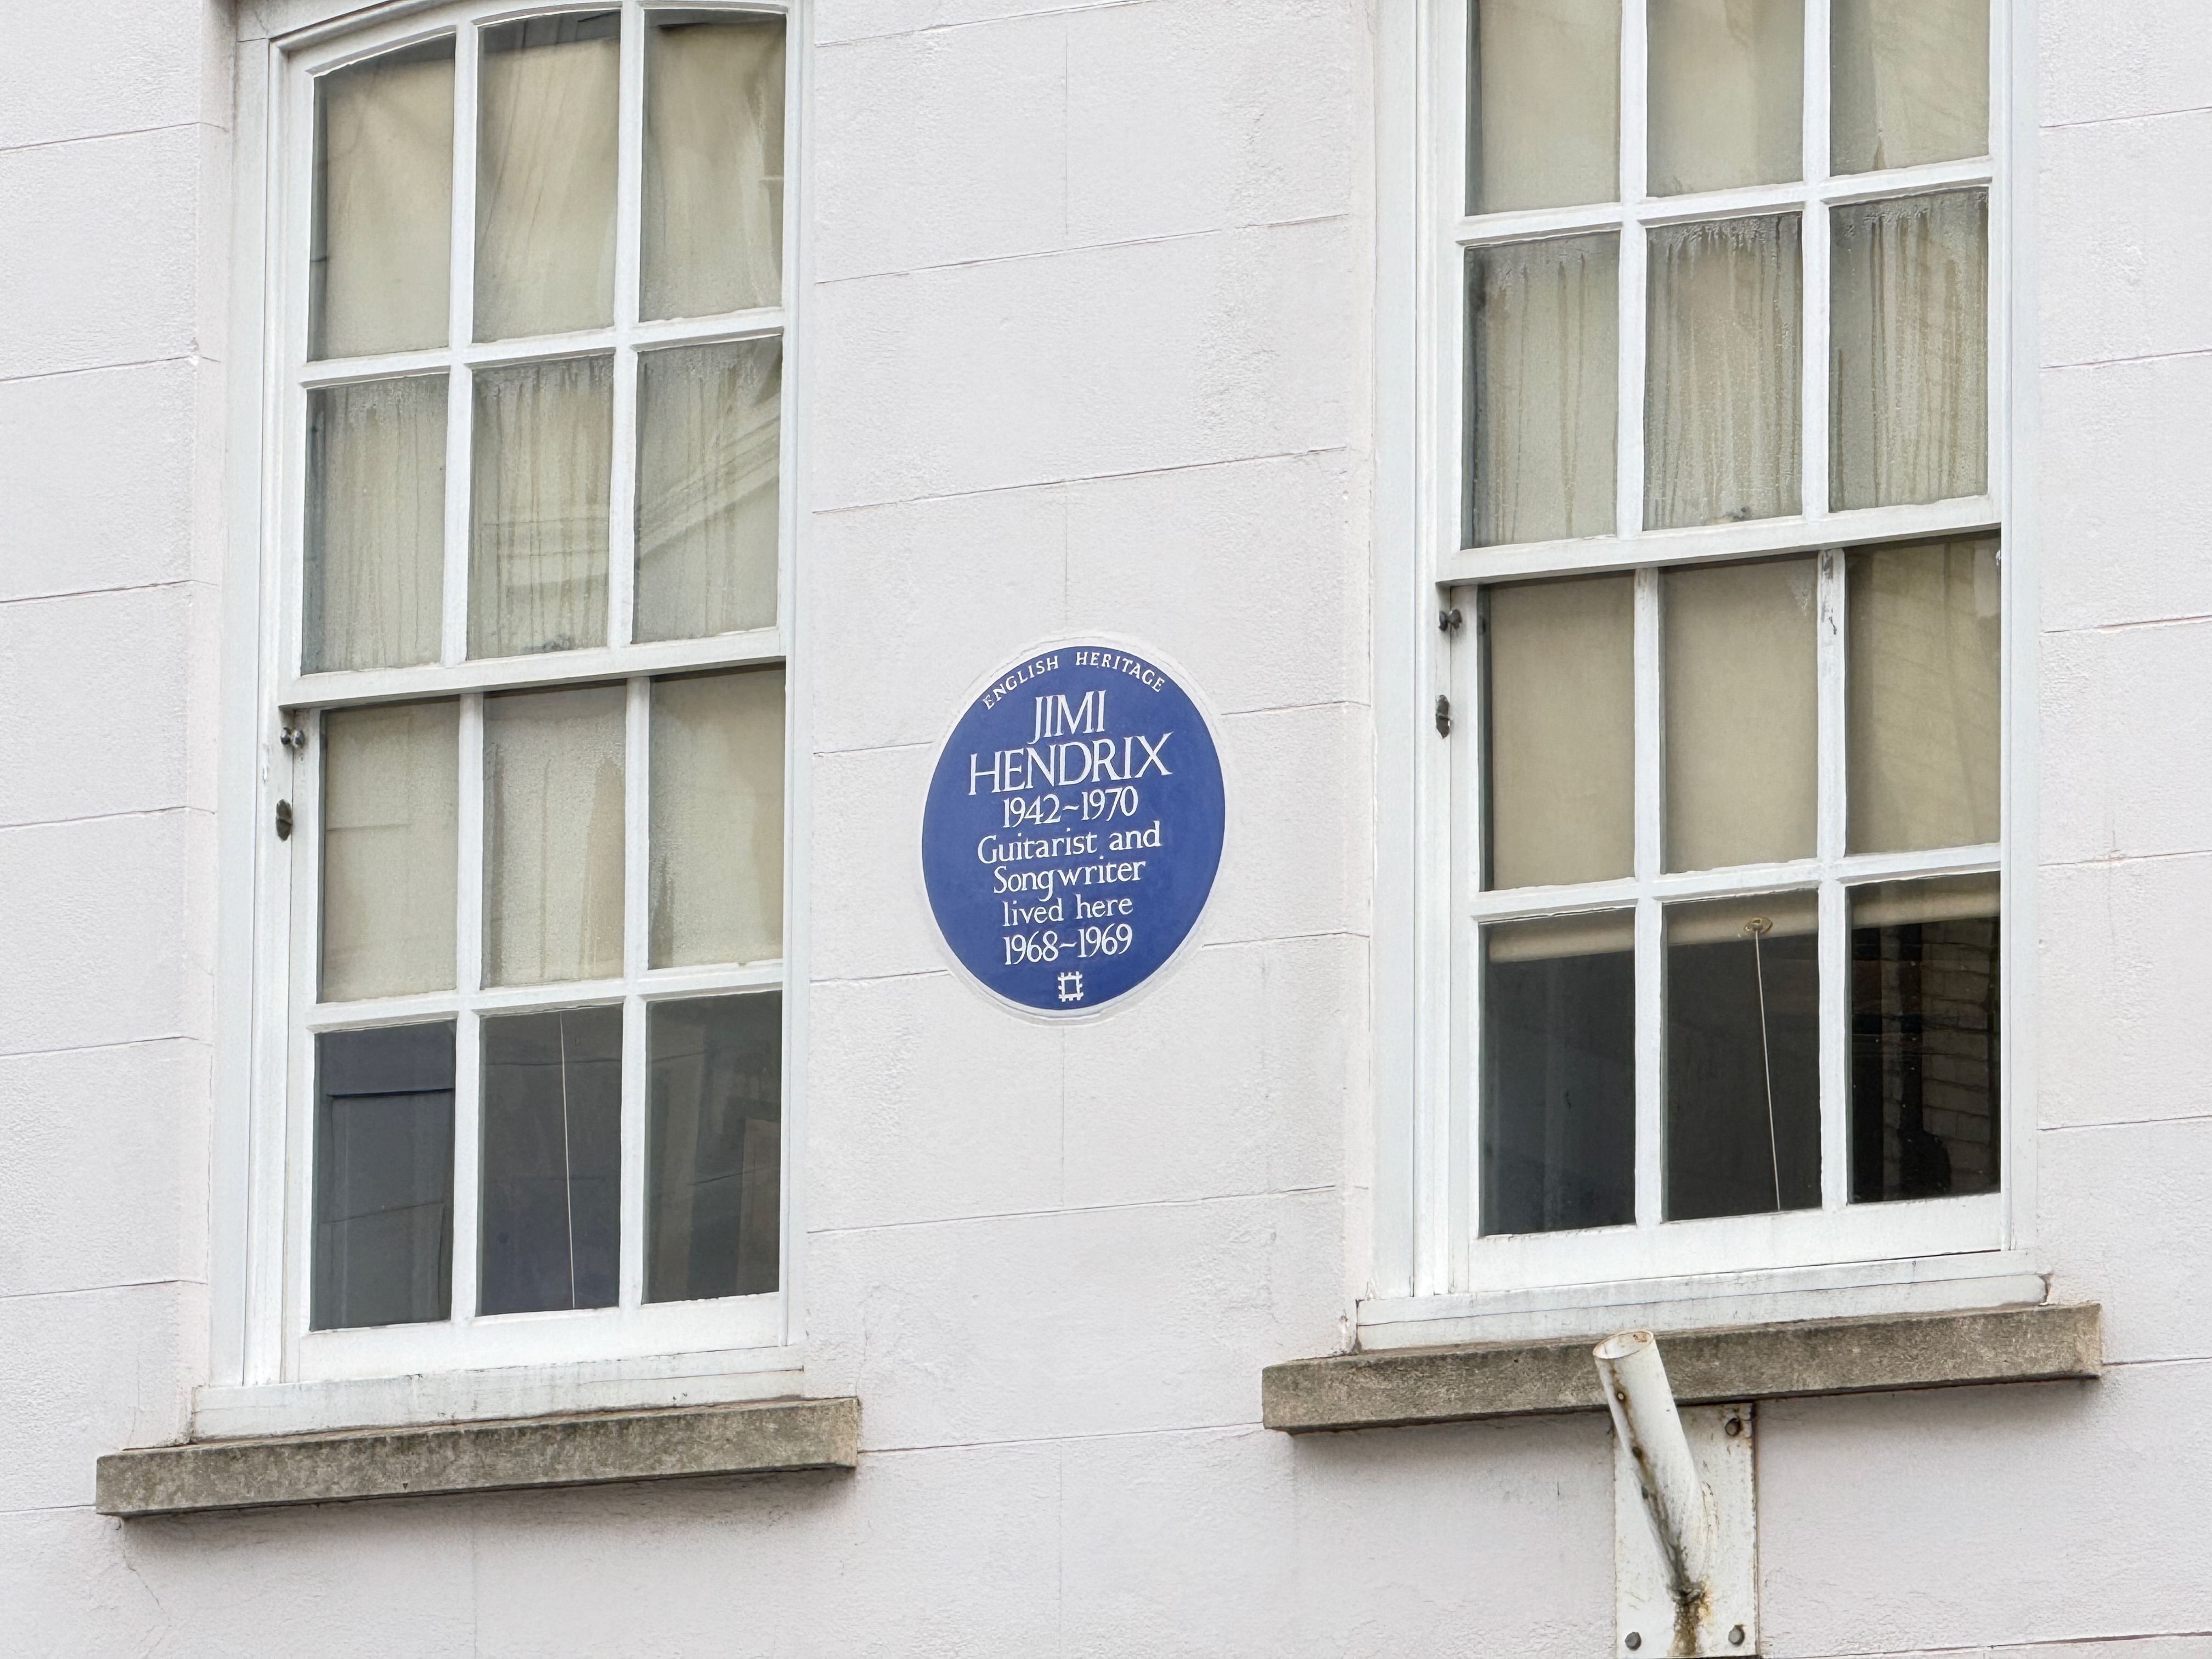 ENGLISH HERITAGE
JIMI
HENDRIX
1942~1970
Guitarist and
Songwriter
lived here
1968~1969